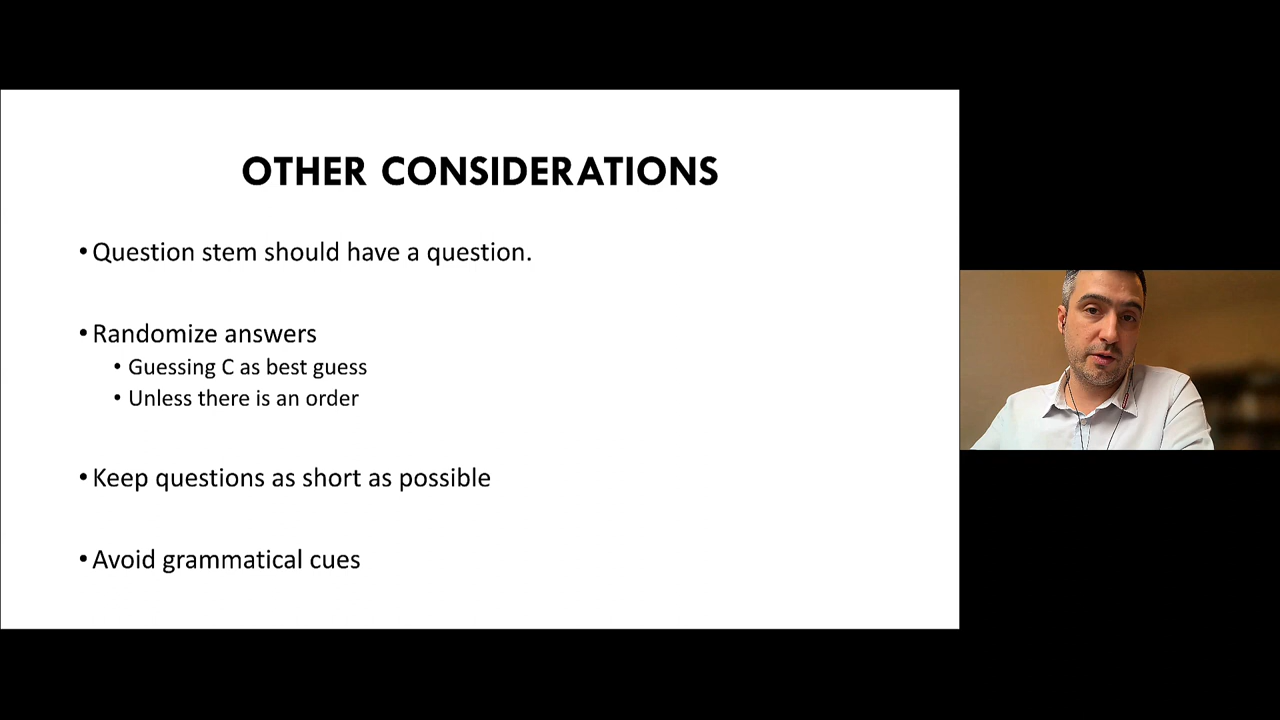 OTHER CONSIDERATIONS
• Question stem should have a question.
• Randomize answers
• Guessing C as best guess
• Unless there is an order
• Keep questions as short as possible
• Avoid grammatical cues